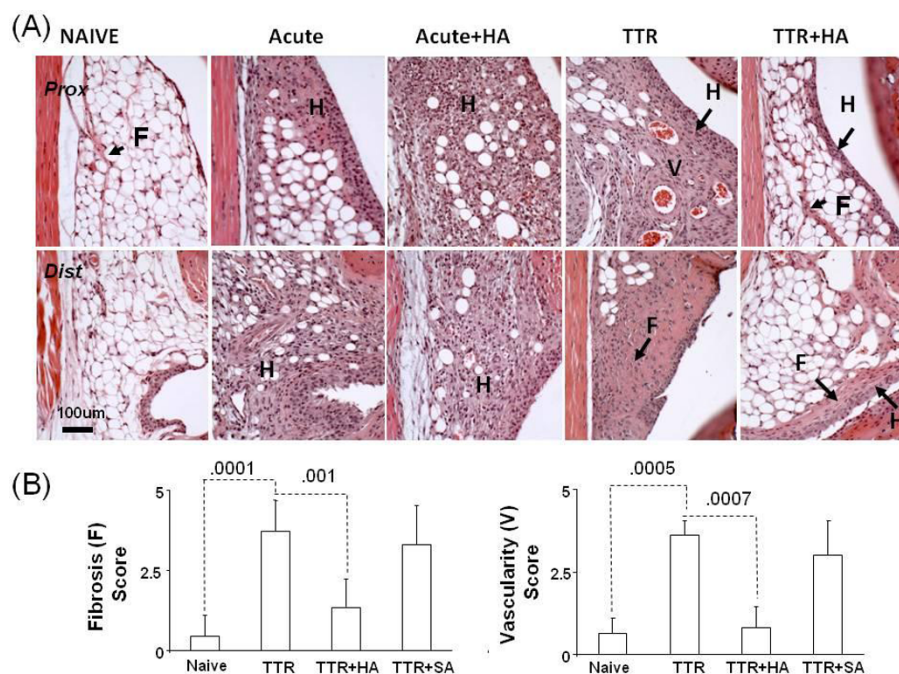 (A)
NAIVE Acute Acute+HA TTR TTR+HA
Prox F H H H V H F
Dist H H F F H
100um
(B)
.0001 .001
Fibrosis (F) Score
5
2.5
0
Naive TTR TTR+HA TTR+SA
.0005 .0007
Vascularity (V) Score
5
2.5
0
Naive TTR TTR+HA TTR+SA